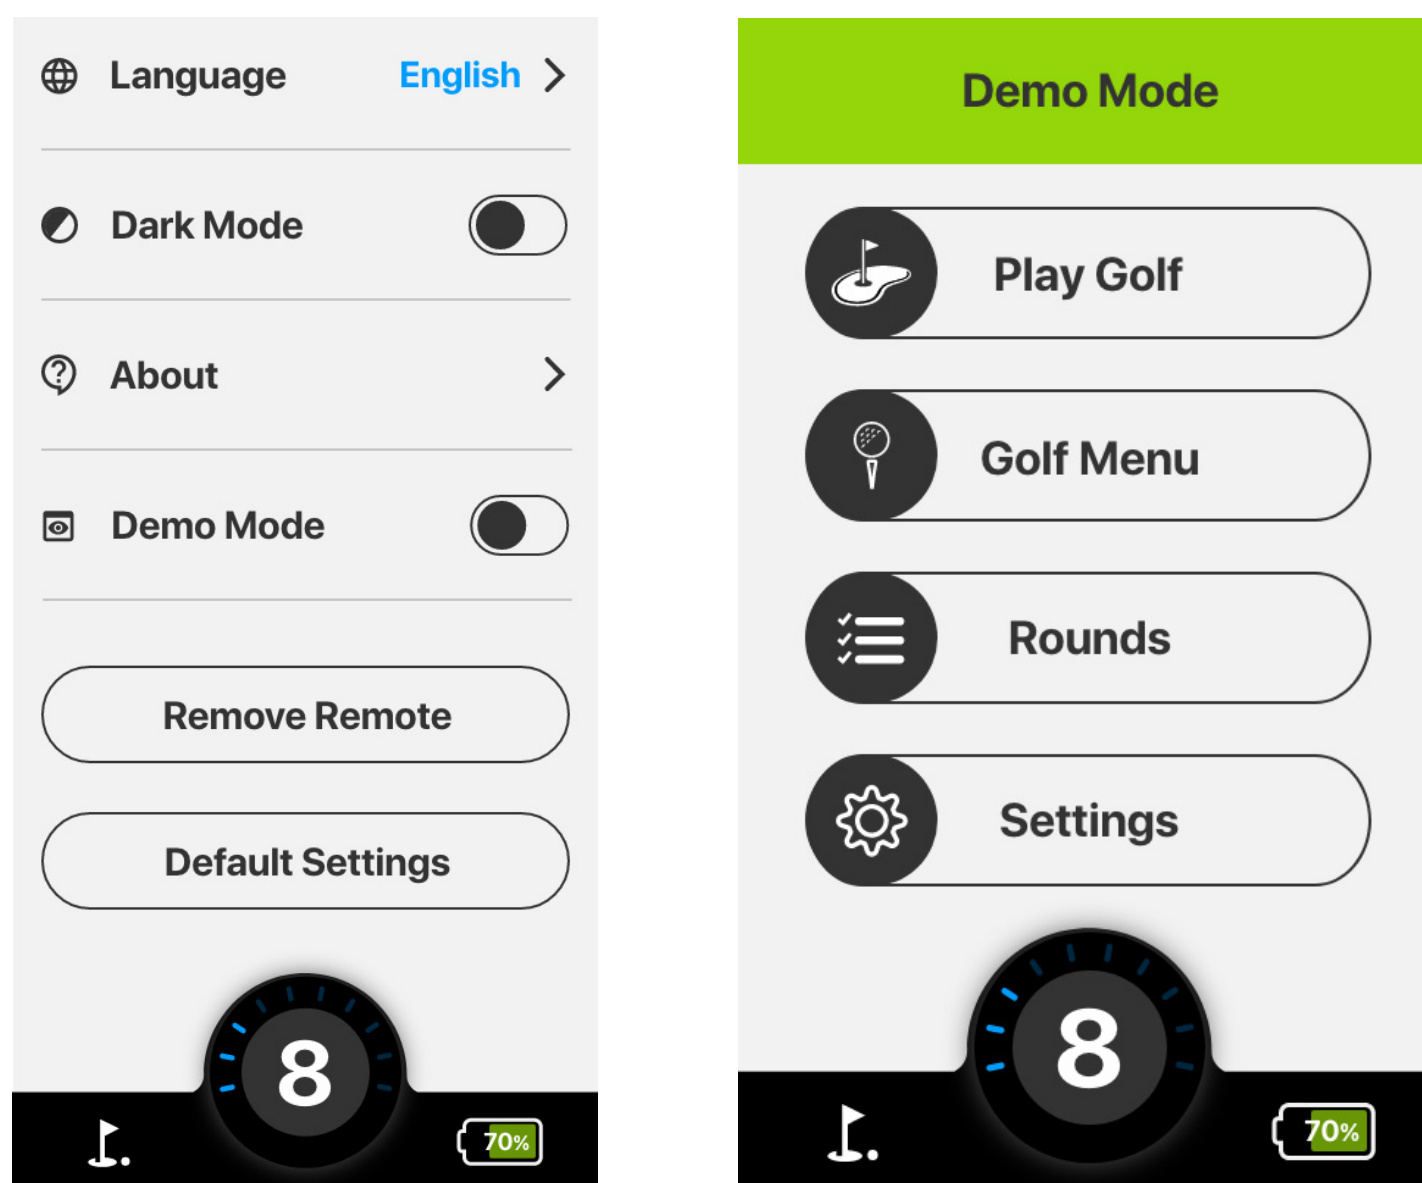 Language English
Dark Mode
About
Demo Mode
Remove Remote
Default Settings
8
70%
Demo Mode
Play Golf
Golf Menu
Rounds
Settings
8
70%